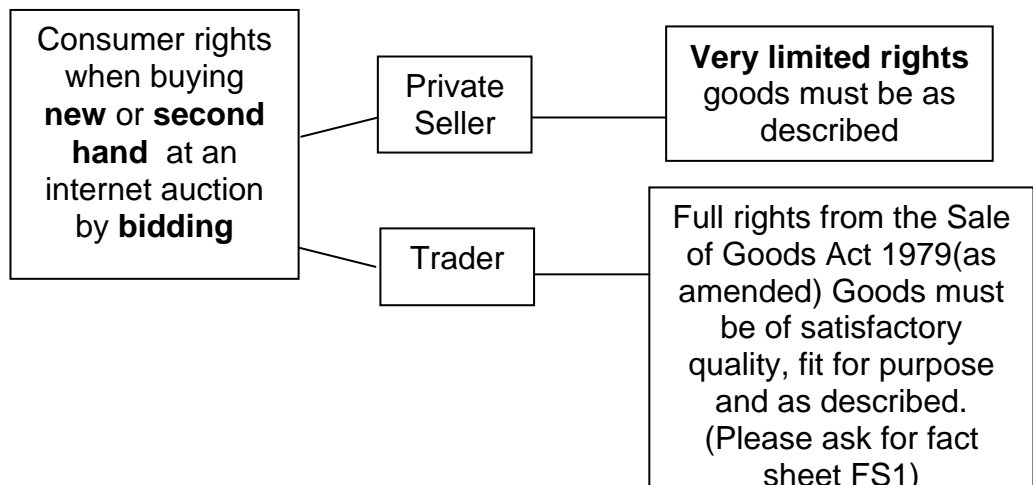 Consumer rights
when buying
new or second
hand at an
internet auction
by bidding
Private
Seller
Very limited rights
goods must be as
described
Trader
Full rights from the Sale
of Goods Act 1979(as
amended) Goods must
be of satisfactory
quality, fit for purpose
and as described.
(Please ask for fact
sheet FS1)